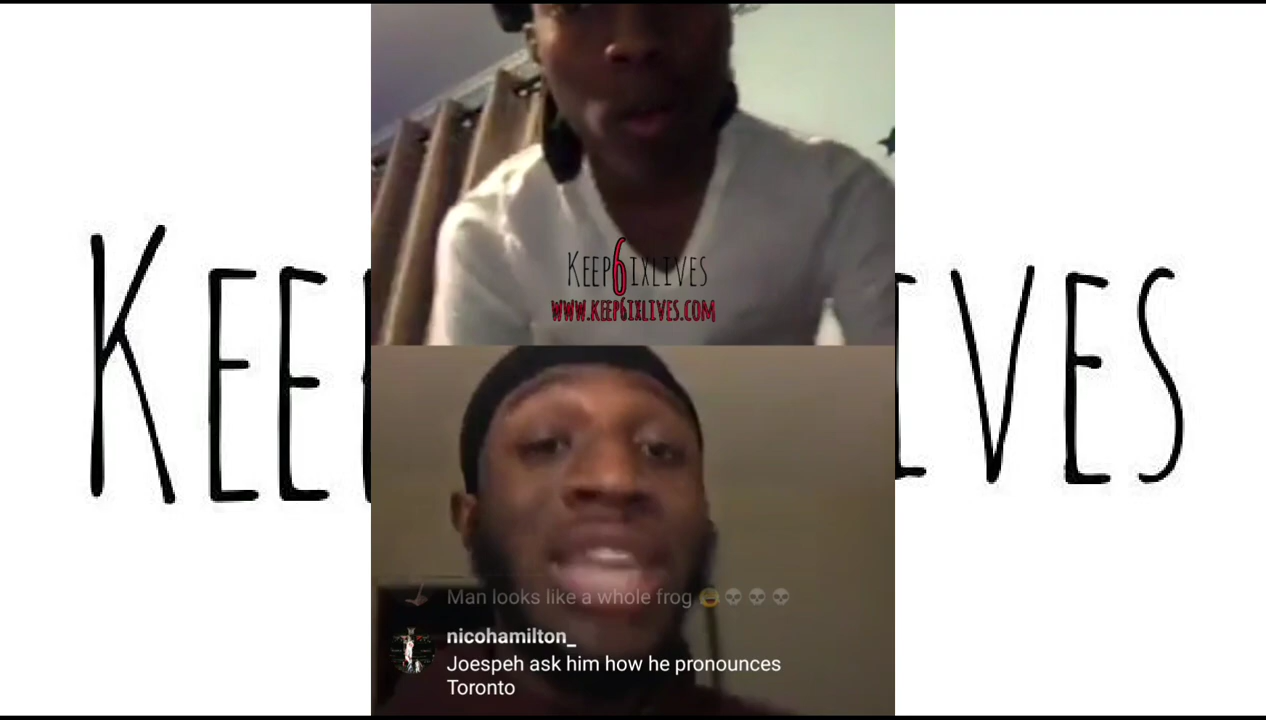 KEEP6IXLIVES
WWW.KEEP6IXLIVES.COM
KEE
IVES
Man looks like a whole frog 😂💀💀💀
nicohamilton_
Joespeh ask him how he pronounces
Toronto